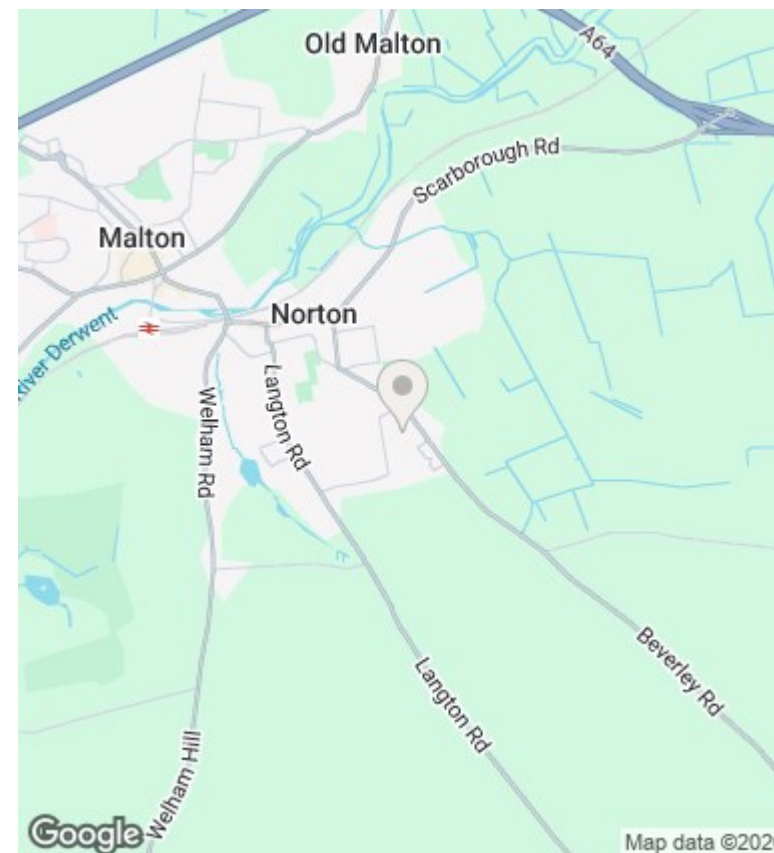 Old Malton
A64
Scarborough Rd
Malton
Norton
River Derwent
Langton Rd
Welham Rd
Beverley Rd
Langton Rd
Welham Hill
Google
Map data ©202